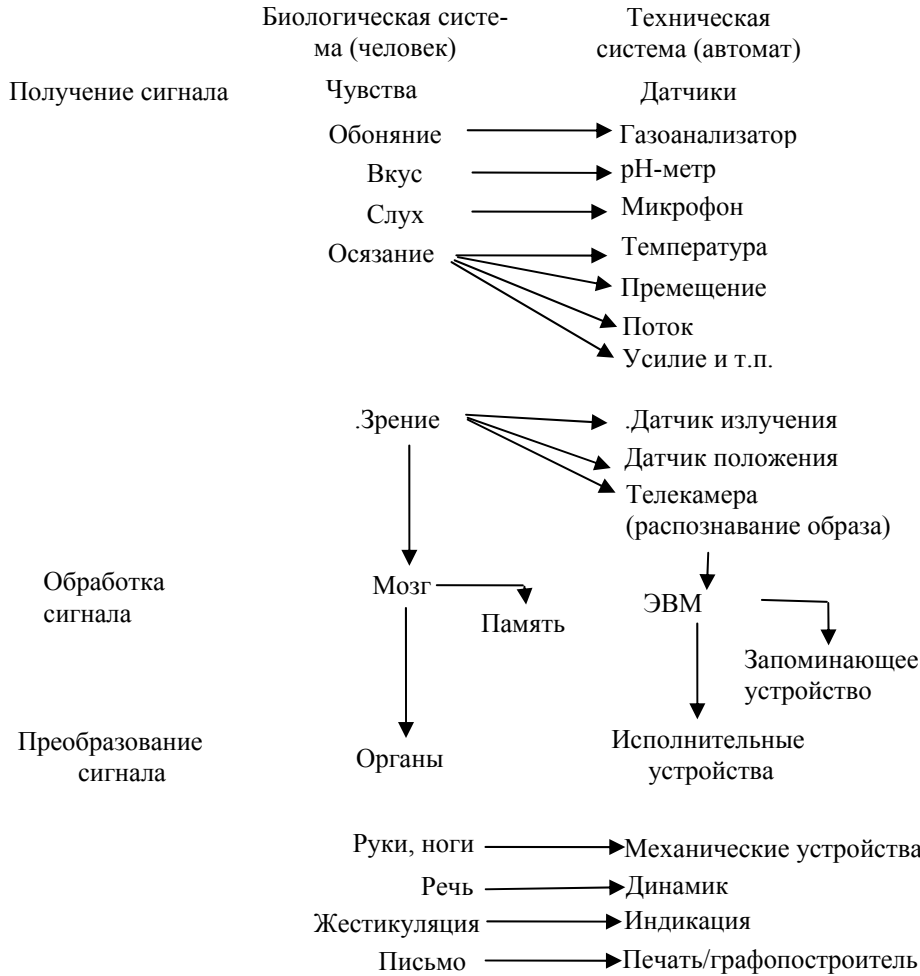 Биологическая систе-
ма (человек)
Техническая
система (автомат)
Получение сигнала
Чувства
Датчики
Обоняние
Газоанализатор
Вкус
pH-метр
Слух
Микрофон
Осязание
Температура
Премещение
Поток
Усилие и т.п.
.Зрение
.Датчик излучения
Датчик положения
Телекамера
(распознавание образа)
Обработка
сигнала
Мозг
Память
ЭВМ
Запоминающее
устройство
Преобразование
сигнала
Органы
Исполнительные
устройства
Руки, ноги
Механические устройства
Речь
Динамик
Жестикуляция
Индикация
Письмо
Печать/графопостроитель